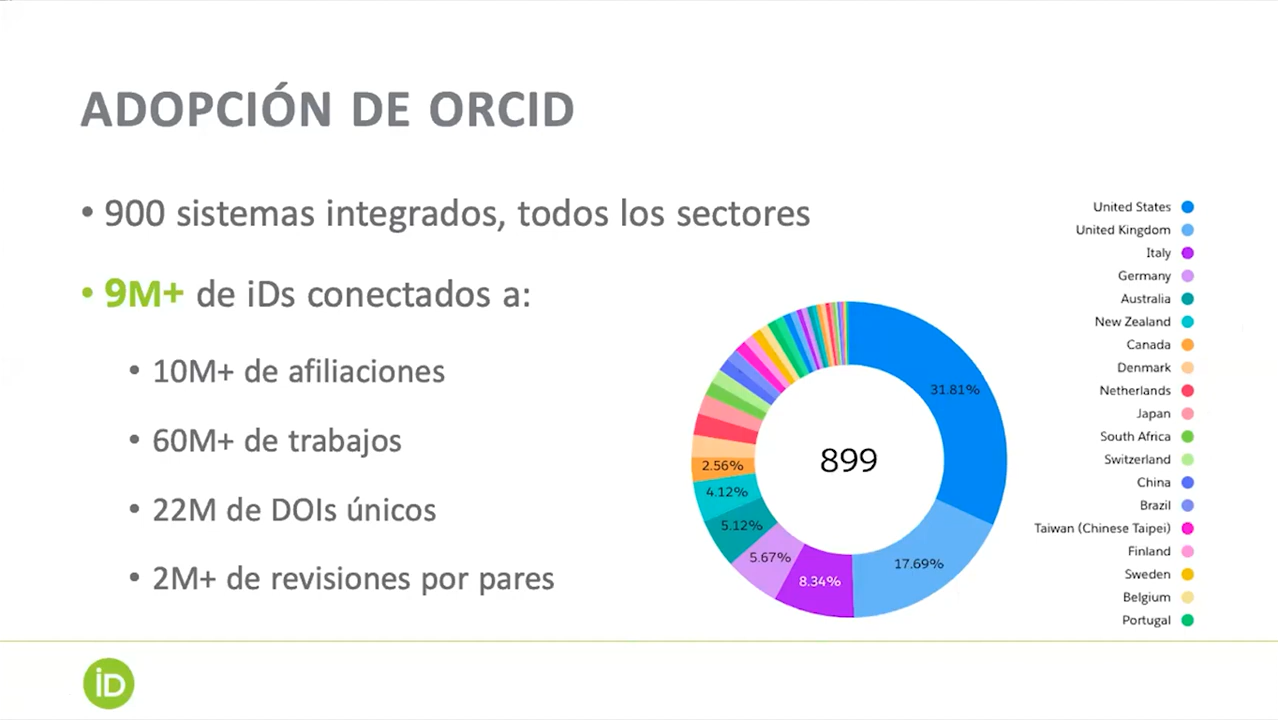 ADOPCIÓN DE ORCID
• 900 sistemas integrados, todos los sectores
• 9M+ de iDs conectados a:
• 10M+ de afiliaciones
• 60M+ de trabajos
• 22M de DOIs únicos
• 2M+ de revisiones por pares
31.81%
17.69%
8.34%
5.67%
5.12%
4.12%
2.56%
899
United States
United Kingdom
Italy
Germany
Australia
New Zealand
Canada
Denmark
Netherlands
Japan
South Africa
Switzerland
China
Brazil
Taiwan (Chinese Taipei)
Finland
Sweden
Belgium
Portugal
iD